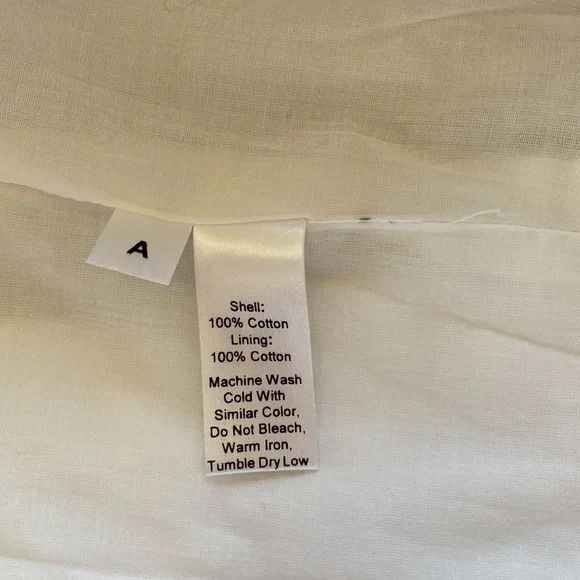 A
Shell:
100% Cotton
Lining:
100% Cotton
Machine Wash
Cold With
Similar Color,
Do Not Bleach,
Warm Iron,
Tumble Dry Low